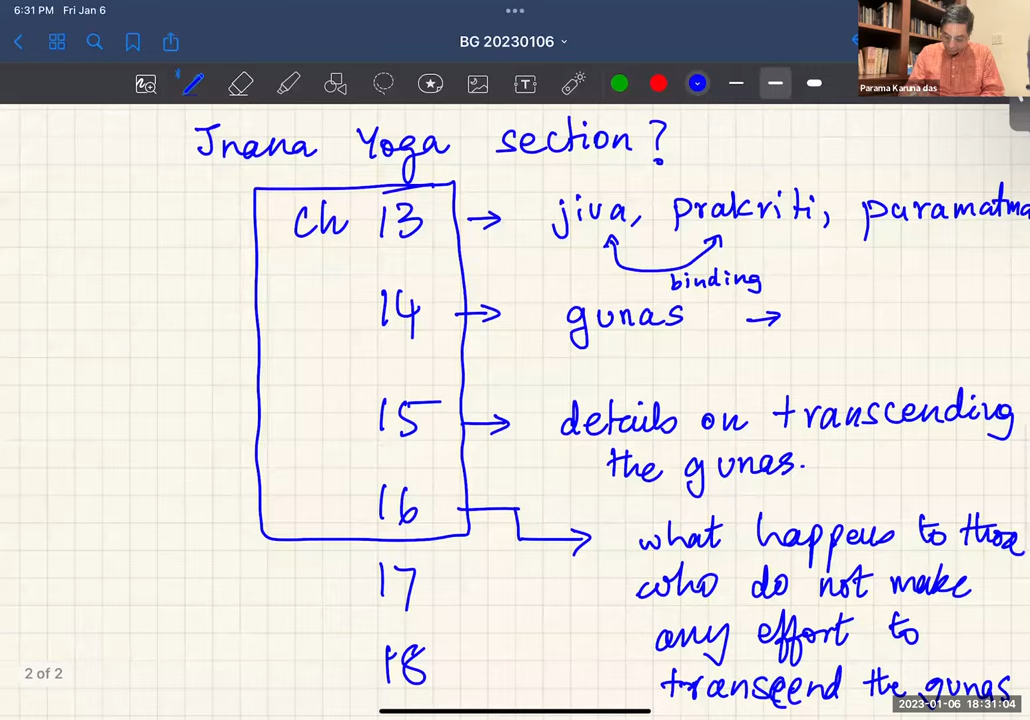 6:31 PM Fri Jan 6
BG 20230106
Parama Karuna das
Jnana Yoga section?
ch 13 → jiva, prakriti, paramatma
binding
14 → gunas →
15 → details on transcending
the gunas.
16 → what happens to those
who do not make
17
any effort to
18
transcend the gunas
2 of 2
2023-01-06 18:31:04